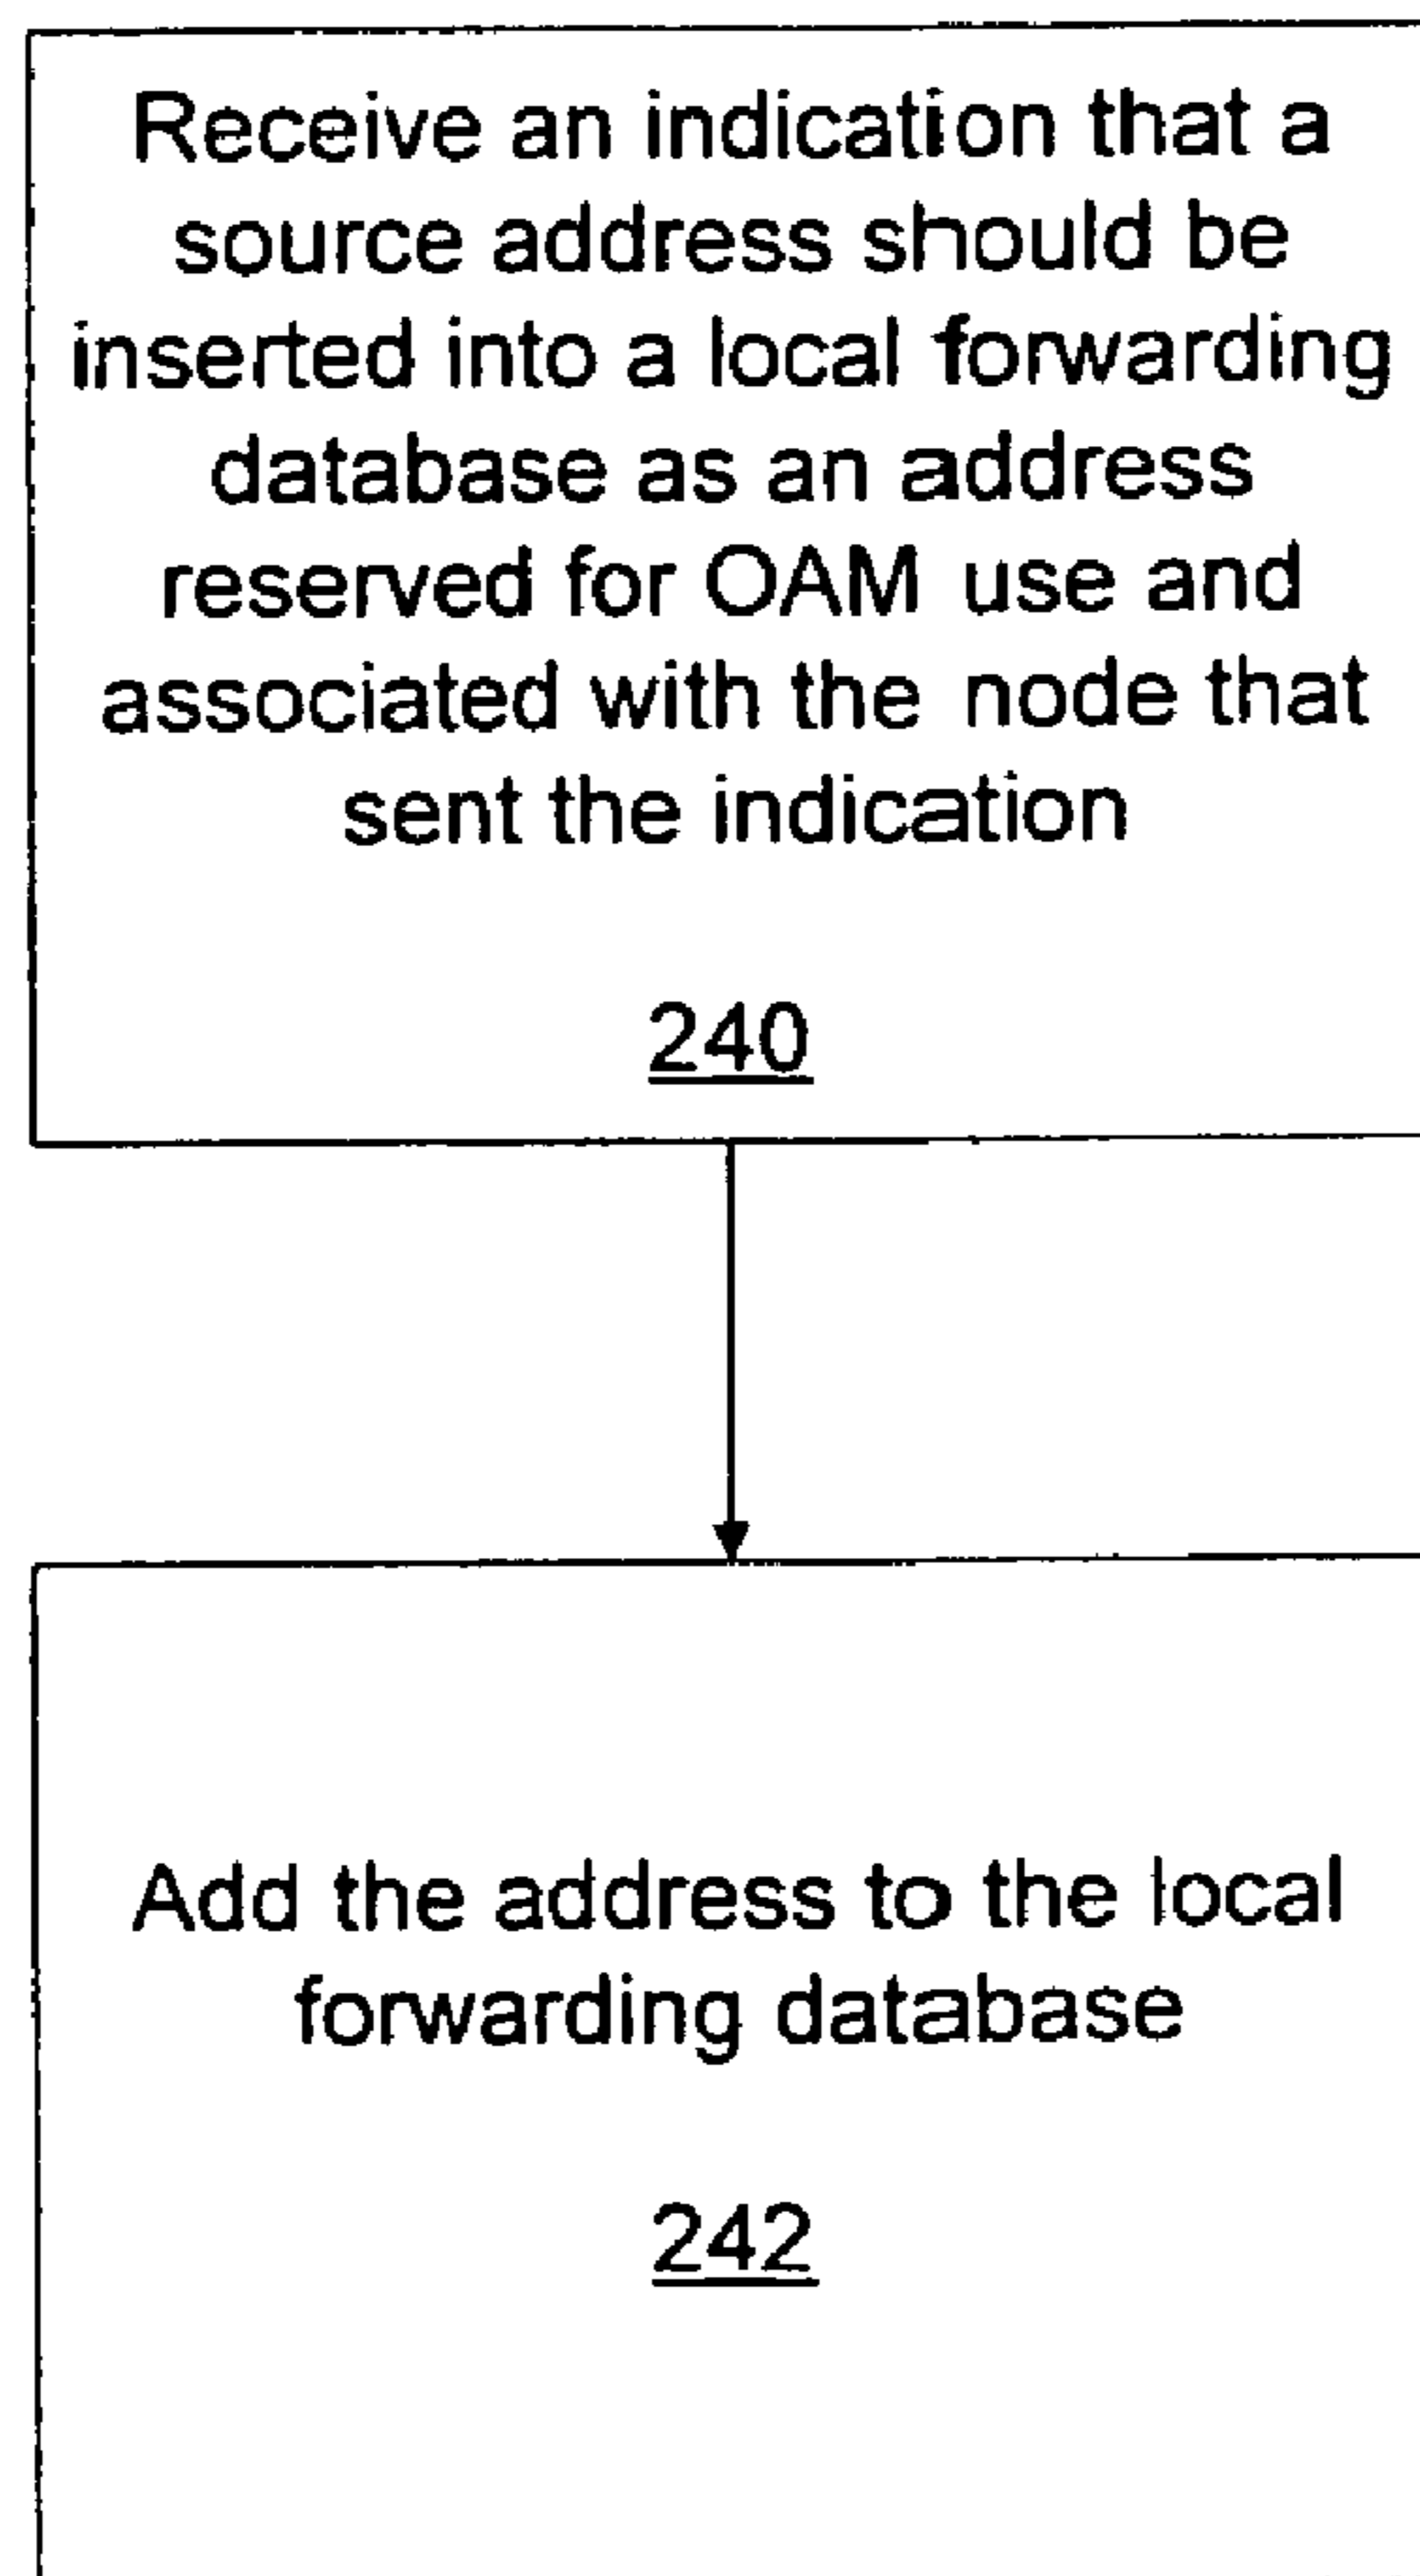 Receive an indication that a
source address should be
inserted into a local forwarding
database as an address
reserved for OAM use and
associated with the node that
sent the indication
240
Add the address to the local
forwarding database
242